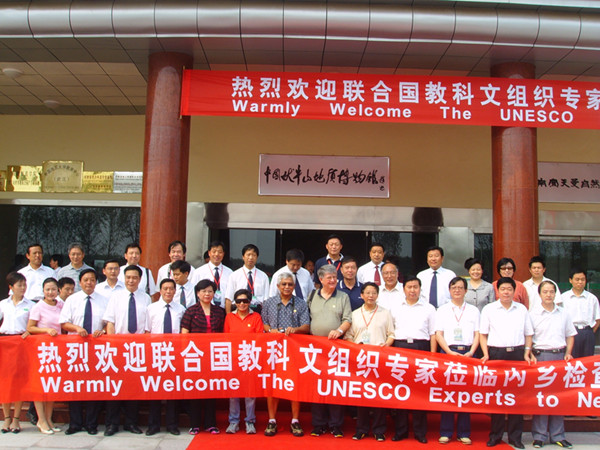 热烈欢迎联合国教科文组织专家
Warmly Welcome The UNESCO
中国伏牛山地质博物馆
热烈欢迎联合国教科文组织专家莅临内乡检查
Warmly Welcome The UNESCO Experts to Ne